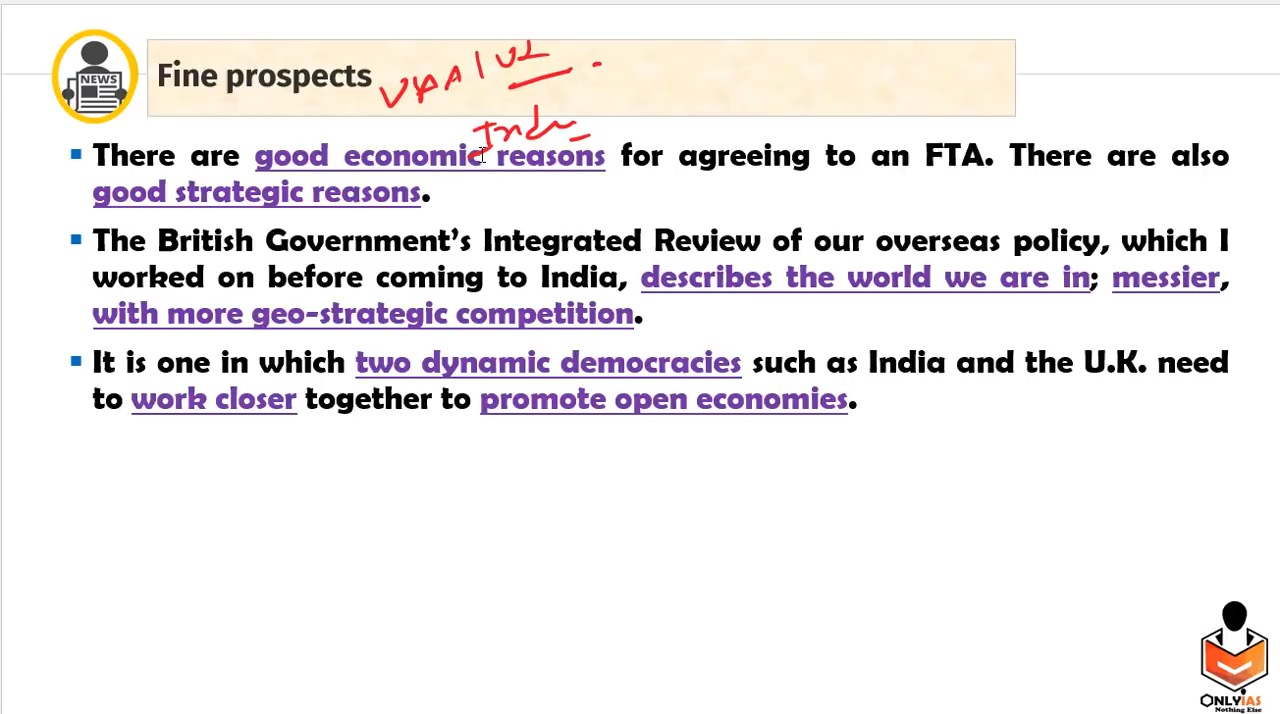 NEWS
Fine prospects
There are good economic reasons for agreeing to an FTA. There are also
good strategic reasons.
The British Government’s Integrated Review of our overseas policy, which I
worked on before coming to India, describes the world we are in; messier,
with more geo-strategic competition.
It is one in which two dynamic democracies such as India and the U.K. need
to work closer together to promote open economies.
ONLYIAS
Nothing Else